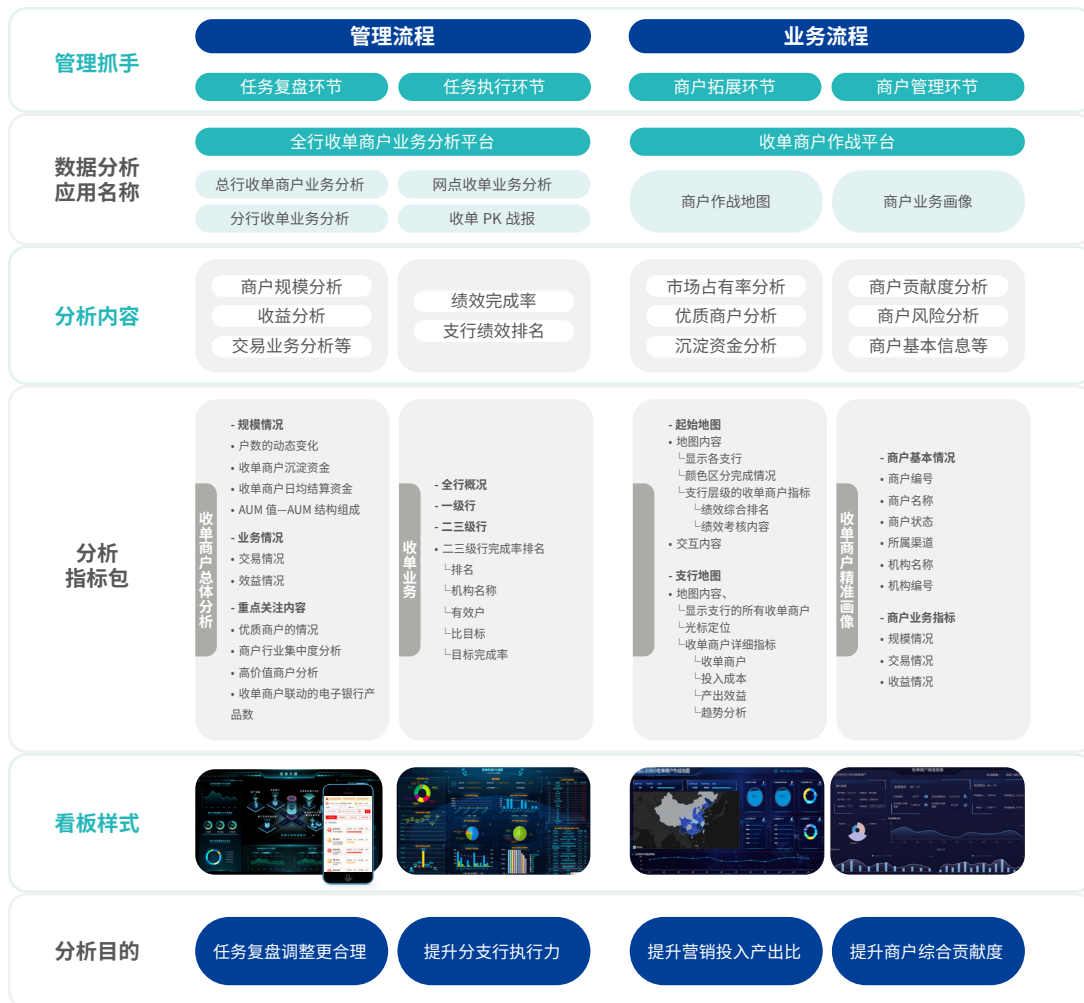 管理抓手
管理流程
业务流程
任务复盘环节
任务执行环节
商户拓展环节
商户管理环节
数据分析
应用名称
全行收单商户业务分析平台
收单商户作战平台
总行收单商户业务分析
网点收单业务分析
分行收单业务分析
收单 PK 战报
商户作战地图
商户业务画像
分析内容
商户规模分析
收益分析
交易业务分析等
绩效完成率
支行绩效排名
市场占有率分析
优质商户分析
沉淀资金分析
商户贡献度分析
商户风险分析
商户基本信息等
分析
指标包
收单商户总体分析
- 规模情况
• 户数的动态变化
• 收单商户沉淀资金
• 收单商户日均结算资金
• AUM 值—AUM 结构组成
- 业务情况
• 交易情况
• 效益情况
- 重点关注内容
• 优质商户的情况
• 商户行业集中度分析
• 高价值商户分析
• 收单商户联动的电子银行产
品数
收单业务
- 全行概况
- 一级行
- 二三级行
• 二三级行完成率排名
└排名
└机构名称
└有效户
└比目标
└目标完成率
- 起始地图
• 地图内容
└显示各支行
└颜色区分完成情况
└支行层级的收单商户指标
└绩效综合排名
└绩效考核内容
• 交互内容
- 支行地图
• 地图内容、
└显示支行的所有收单商户
└光标定位
└收单商户详细指标
└收单商户
└投入成本
└产出效益
└趋势分析
收单商户精准画像
- 商户基本情况
• 商户编号
• 商户名称
• 商户状态
• 所属渠道
• 机构名称
• 机构编号
- 商户业务指标
• 规模情况
• 交易情况
• 收益情况
看板样式
收单商户作战地图
分析目的
任务复盘调整更合理
提升分支行执行力
提升营销投入产出比
提升商户综合贡献度